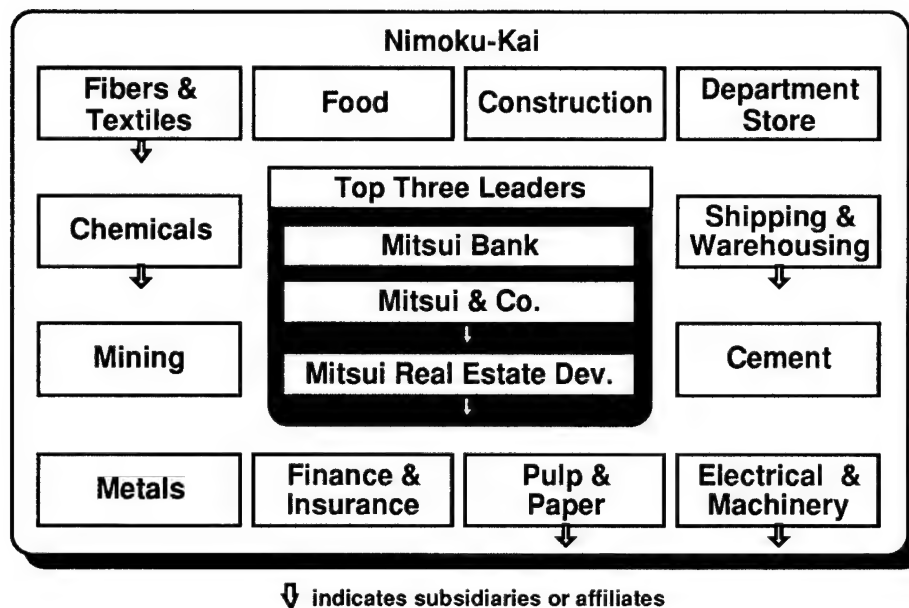 Nimoku-Kai
Fibers &
Textiles
Food
Construction
Department
Store
Top Three Leaders
Chemicals
Mitsui Bank
Shipping &
Warehousing
Mitsui & Co.
Mining
Mitsui Real Estate Dev.
Cement
Metals
Finance &
Insurance
Pulp &
Paper
Electrical &
Machinery
indicates subsidiaries or affiliates